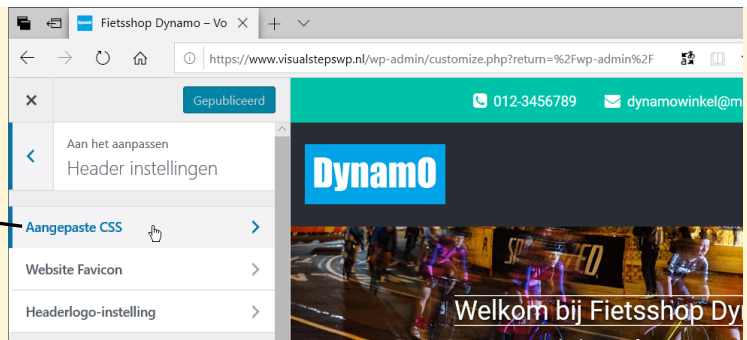 Dynamo
Fietsshop Dynamo – Vo
https://www.visualstepswp.nl/wp-admin/customize.php?return=%2Fwp-admin%2F
Gepubliceerd
012-3456789
dynamowinkel@m
Aan het aanpassen
Header instellingen
DynamO
Aangepaste CSS
Website Favicon
Headerlogo-instelling
Welkom bij Fietsshop Dy